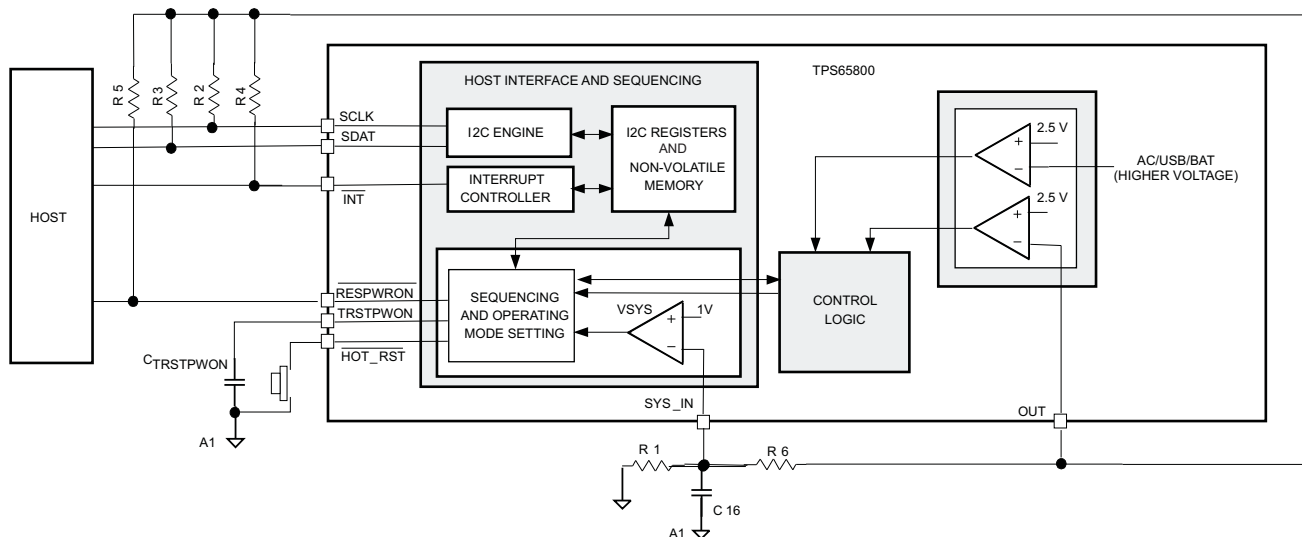 R 5
R 3
R 2
R 4
HOST
SCLK
SDAT
INT
RESPWRON
TRSTPWON
HOT_RST
CTRSTPWON
A1
HOST INTERFACE AND SEQUENCING
I2C ENGINE
INTERRUPT
CONTROLLER
I2C REGISTERS
AND
NON-VOLATILE
MEMORY
SEQUENCING
AND OPERATING
MODE SETTING
VSYS
+
−
1V
TPS65800
2.5 V
+
−
2.5 V
+
−
AC/USB/BAT
(HIGHER VOLTAGE)
CONTROL
LOGIC
SYS_IN
OUT
R 1
R 6
C 16
A1